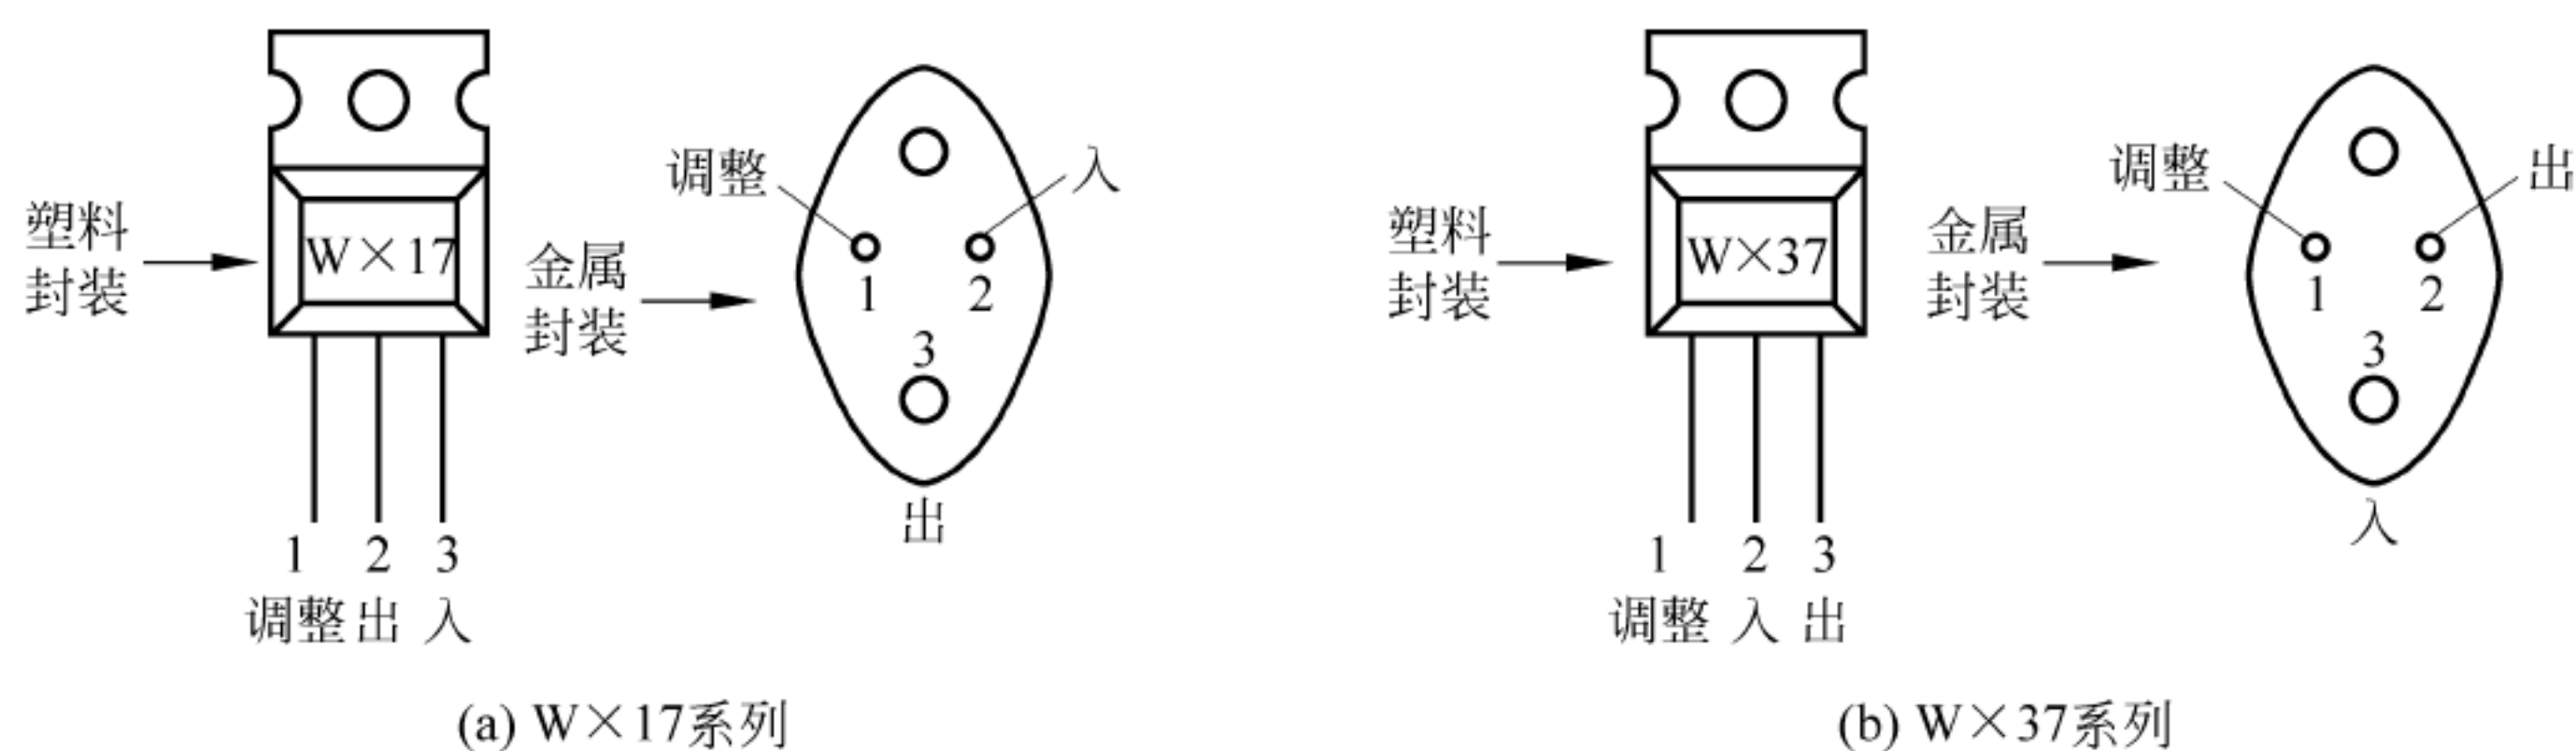 塑料
封装
W×17
1 2 3
调整 出 入
金属
封装
调整
入
1 2
3
出
(a) W×17系列
塑料
封装
W×37
1 2 3
调整 入 出
金属
封装
调整
出
1 2
3
入
(b) W×37系列